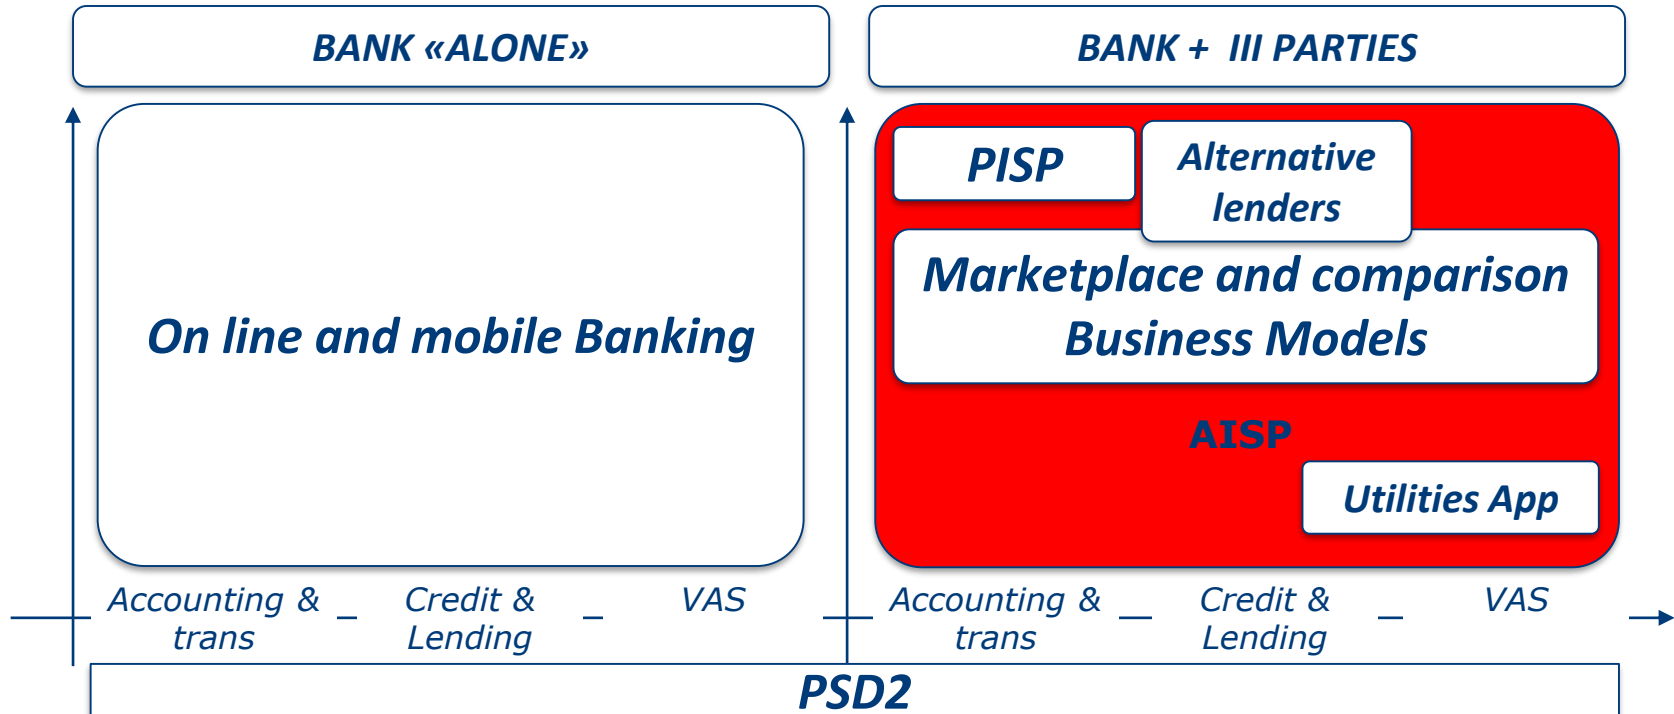 BANK «ALONE»
BANK + III PARTIES
On line and mobile Banking
PISP
Alternative
lenders
Marketplace and comparison
Business Models
AISP
Utilities App
Accounting &
trans
Credit &
Lending
VAS
Accounting &
trans
Credit &
Lending
VAS
PSD2